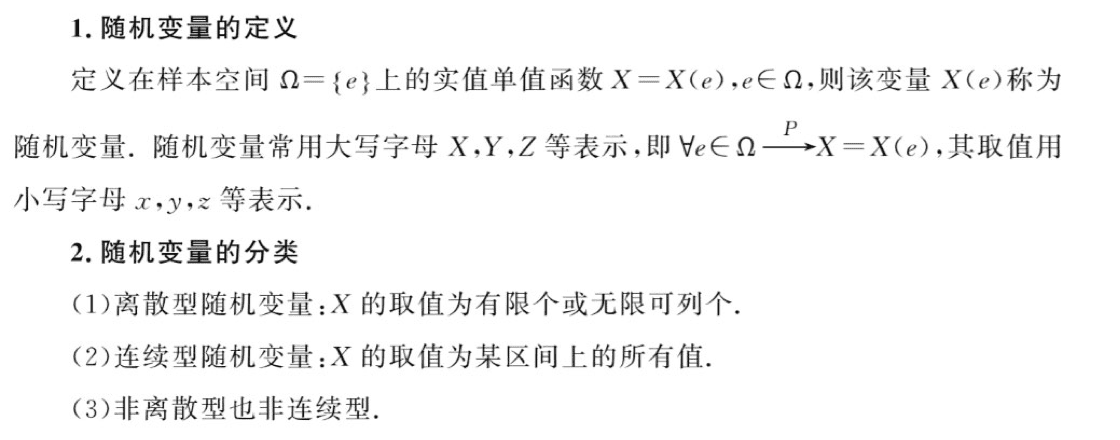 1. 随机变量的定义
定义在样本空间 Ω={e}上的实值单值函数 X=X(e),e∈Ω,则该变量 X(e)称为
随机变量. 随机变量常用大写字母 X,Y,Z 等表示,即 ∀e∈Ω \xrightarrow{P} X=X(e),其取值用
小写字母 x,y,z 等表示.
2. 随机变量的分类
(1)离散型随机变量:X 的取值为有限个或无限可列个.
(2)连续型随机变量:X 的取值为某区间上的所有值.
(3)非离散型也非连续型.